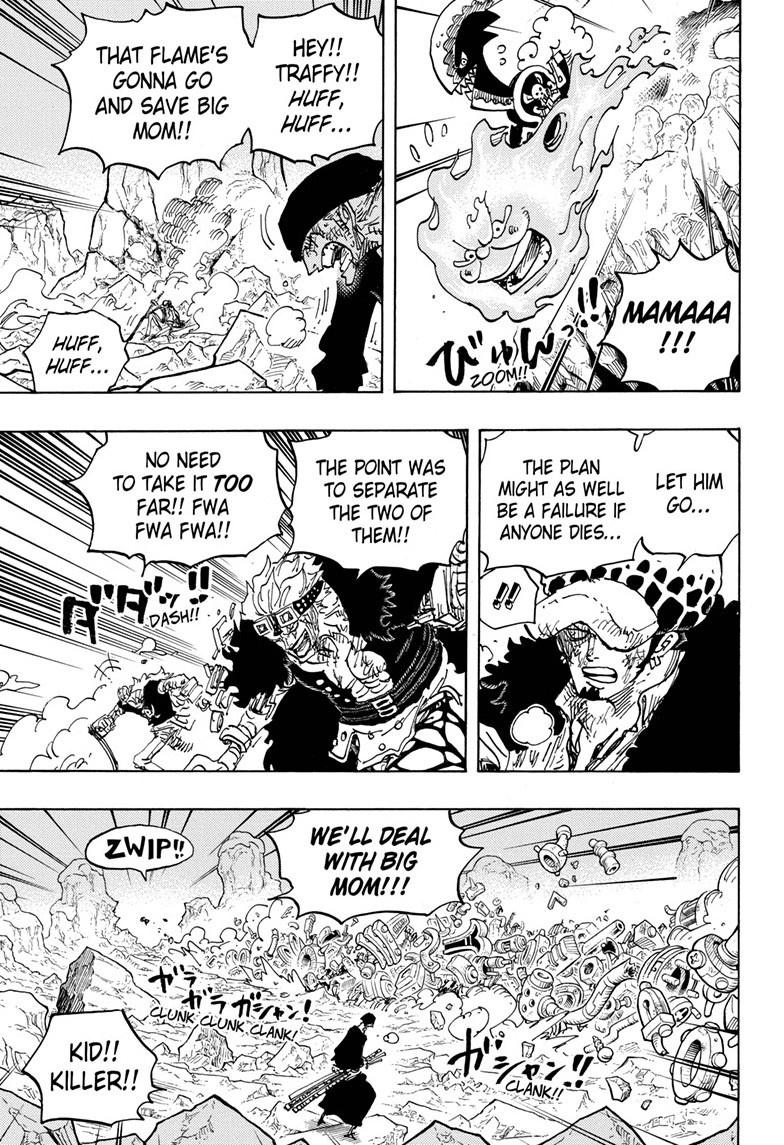 MAMAAA
!!!
びゅんっ!!
ZOOM!!
HEY!!
TRAFFY!!
HUFF,
HUFF...
THAT FLAME'S
GONNA GO
AND SAVE BIG
MOM!!
HUFF,
HUFF...
LET HIM
GO...
THE PLAN
MIGHT AS WELL
BE A FAILURE IF
ANYONE DIES...
!!
THE POINT WAS
TO SEPARATE
THE TWO OF
THEM!!
NO NEED
TO TAKE IT TOO
FAR!! FWA
FWA FWA!!
ダダッ!!
DASH!!
WE'LL DEAL
WITH BIG
MOM!!!
ZWIP!!
ガラ
ガラ ガシャン!
CLUNK CLUNK CLANK!
ガシャン!!
CLANK!!
KID!!
KILLER!!